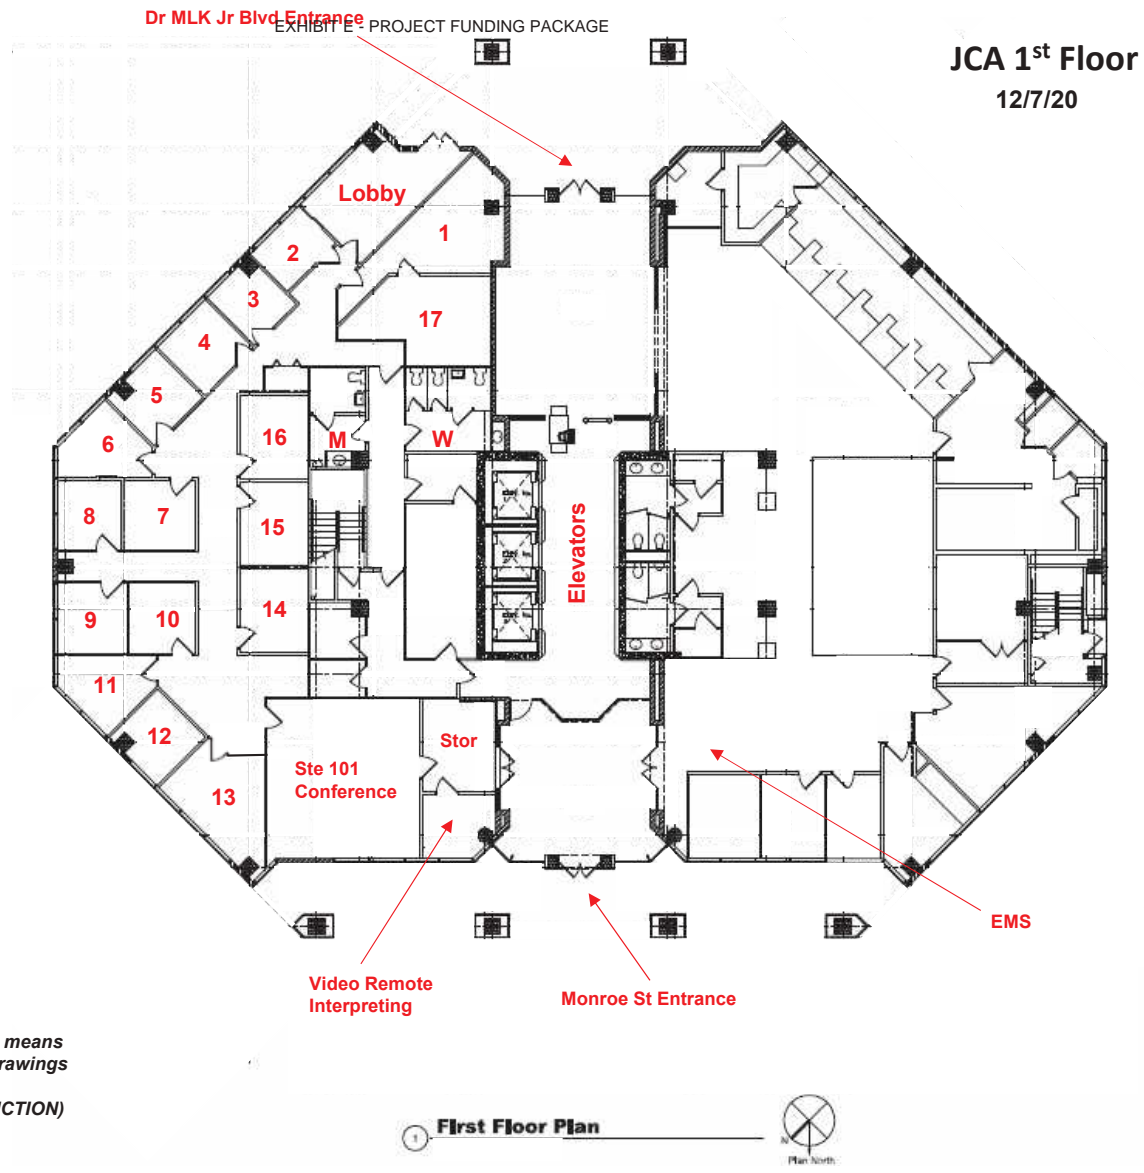 Dr MLK Jr Blvd Entrance
EXHIBIT E - PROJECT FUNDING PACKAGE
JCA 1st Floor
12/7/20
Lobby
1
2
3
17
4
5
6
16
M
W
8
7
15
Elevators
9
10
14
11
12
13
Stor
Ste 101
Conference
EMS
Video Remote
Interpreting
Monroe St Entrance
means
rawings
ICTION)
1
First Floor Plan
N
Plan North